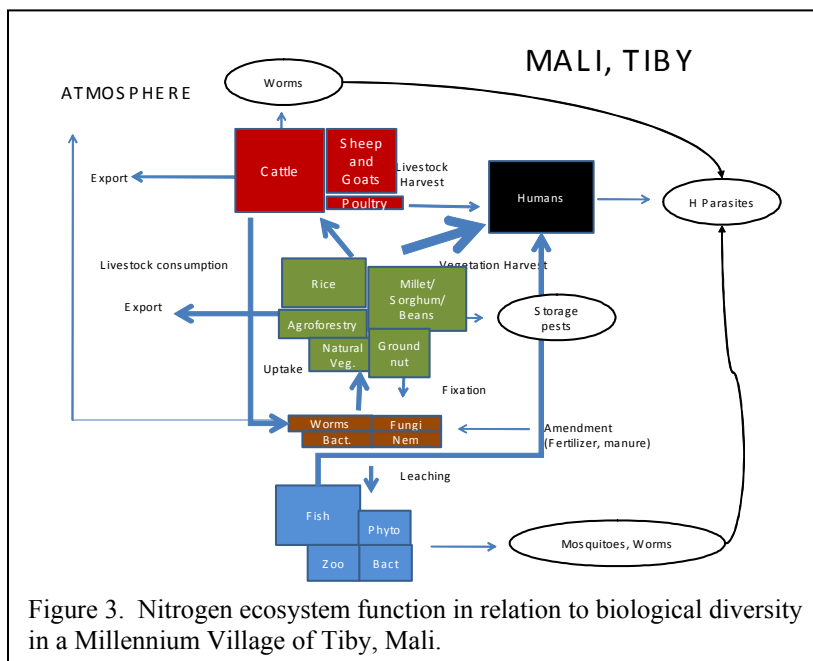 MALI, TIBY
Worms
ATMOSPHERE
Sheep
and
Goats
Cattle
Livestock
Harvest
Export
Poultry
Humans
H Parasites
Livestock consumption
Vegetation Harvest
Rice
Millet/
Sorghum/
Beans
Export
Agroforestry
Storage
pests
Natural
Veg.
Ground
nut
Uptake
Fixation
Worms
Fungi
Bact.
Nem
Amendment
(Fertilizer, manure)
Leaching
Fish
Phyto
Zoo
Bact
Mosquitoes, Worms
Figure 3. Nitrogen ecosystem function in relation to biological diversity
in a Millennium Village of Tiby, Mali.